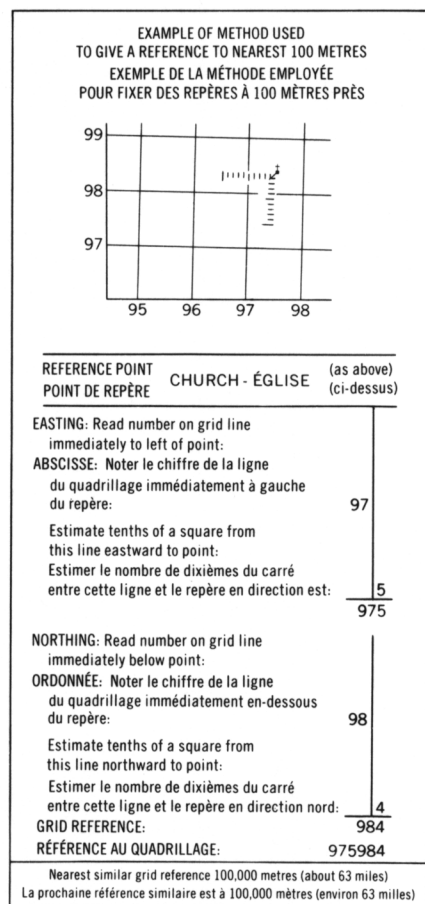 EXAMPLE OF METHOD USED
TO GIVE A REFERENCE TO NEAREST 100 METRES
EXEMPLE DE LA MÉTHODE EMPLOYÉE
POUR FIXER DES REPÈRES À 100 MÈTRES PRÈS
99
98
97
95 96 97 98
REFERENCE POINT
POINT DE REPÈRE
CHURCH - ÉGLISE
(as above)
(ci-dessus)
EASTING: Read number on grid line
immediately to left of point:
ABSCISSE: Noter le chiffre de la ligne
du quadrillage immédiatement à gauche
du repère: 97
Estimate tenths of a square from
this line eastward to point:
Estimer le nombre de dixièmes du carré
entre cette ligne et le repère en direction est: 5
975
NORTHING: Read number on grid line
immediately below point:
ORDONNÉE: Noter le chiffre de la ligne
du quadrillage immédiatement en-dessous
du repère: 98
Estimate tenths of a square from
this line northward to point:
Estimer le nombre de dixièmes du carré
entre cette ligne et le repère en direction nord: 4
GRID REFERENCE: 984
RÉFÉRENCE AU QUADRILLAGE: 975984
Nearest similar grid reference 100,000 metres (about 63 miles)
La prochaine référence similaire est à 100,000 mètres (environ 63 milles)